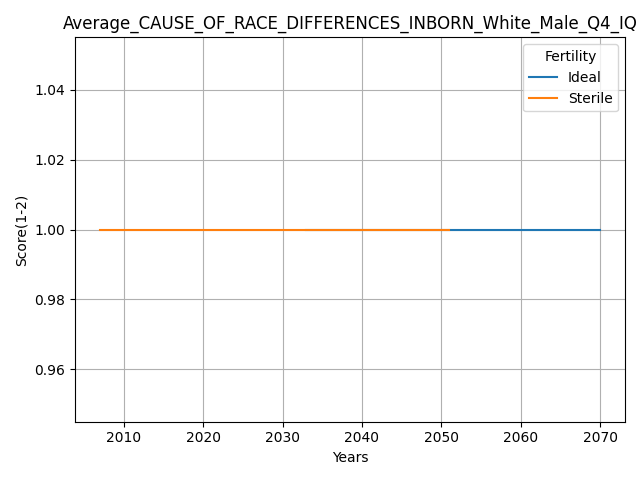 Average_CAUSE_OF_RACE_DIFFERENCES_INBORN_White_Male_Q4_IQ
Fertility
Ideal
Sterile
1.04
1.02
1.00
0.98
0.96
Score(1-2)
2010 2020 2030 2040 2050 2060 2070
Years